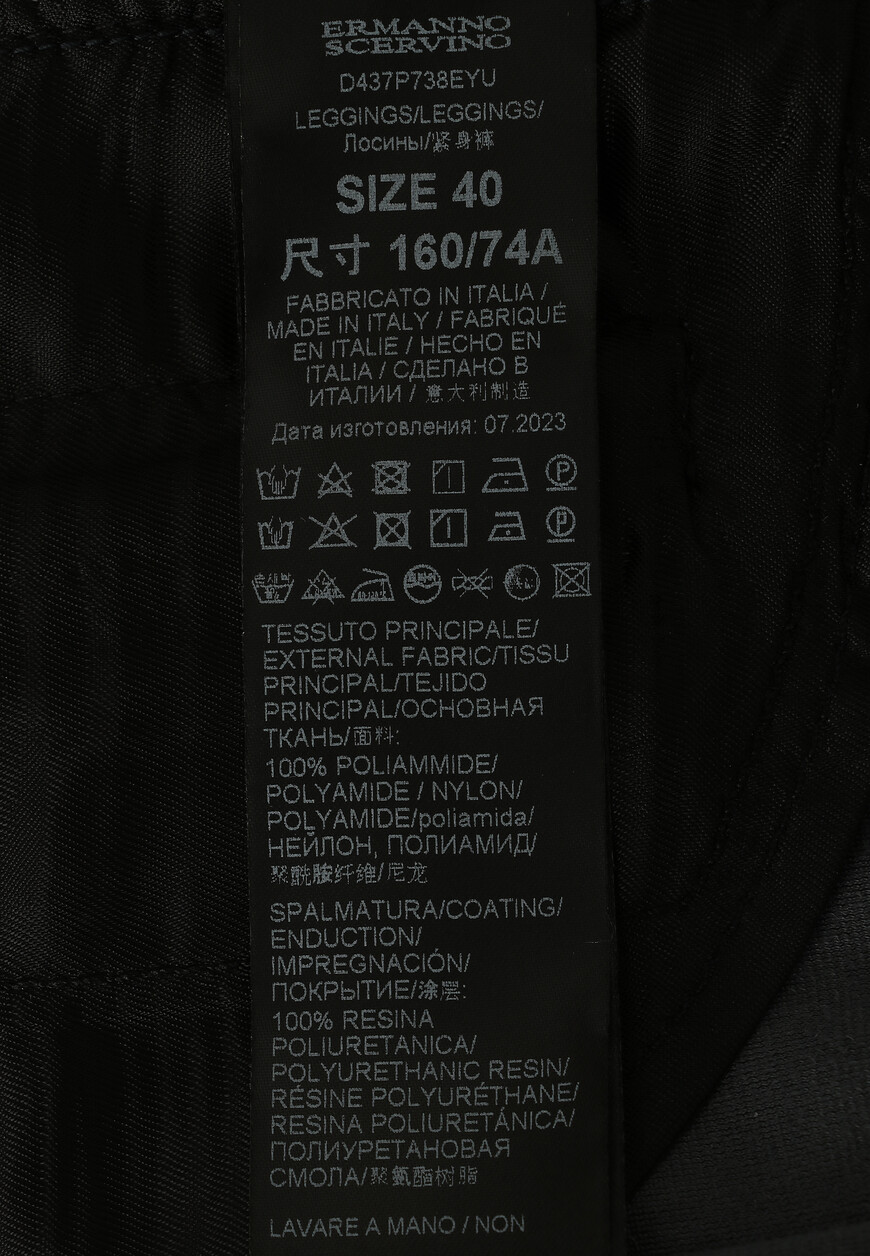 ERMANNO
SCERVINO
D437P738EYU
LEGGINGS/LEGGINGS/
Лосины/紧身裤
SIZE 40
尺寸 160/74A
FABBRICATO IN ITALIA /
MADE IN ITALY / FABRIQUÉ
EN ITALIE / HECHO EN
ITALIA / СДЕЛАНО В
ИТАЛИИ / 意大利制造
Дата изготовления: 07.2023
TESSUTO PRINCIPALE/
EXTERNAL FABRIC/TISSU
PRINCIPAL/TEJIDO
PRINCIPAL/ОСНОВНАЯ
ТКАНЬ/面料:
100% POLIAMMIDE/
POLYAMIDE / NYLON/
POLYAMIDE/poliamida/
НЕЙЛОН, ПОЛИАМИД/
聚酰胺纤维/尼龙
SPALMATURA/COATING/
ENDUCTION/
IMPREGNACIÓN/
ПОКРЫТИЕ/涂层:
100% RESINA
POLIURETANICA/
POLYURETHANIC RESIN/
RÉSINE POLYURÉTHANE/
RESINA POLIURETÁNICA/
ПОЛИУРЕТАНОВАЯ
СМОЛА/聚氨酯树脂
LAVARE A MANO / NON